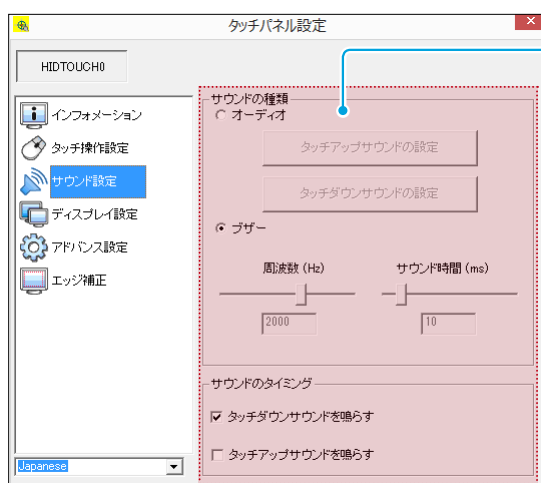 タッチパネル設定
HIDTOUCH0
インフォメーション
タッチ操作設定
サウンド設定
ディスプレイ設定
アドバンス設定
エッジ補正
Japanese
サウンドの種類
オーディオ
タッチアップサウンドの設定
タッチダウンサウンドの設定
ブザー
周波数 (Hz)
サウンド時間 (ms)
2000
10
サウンドのタイミング
タッチダウンサウンドを鳴らす
タッチアップサウンドを鳴らす